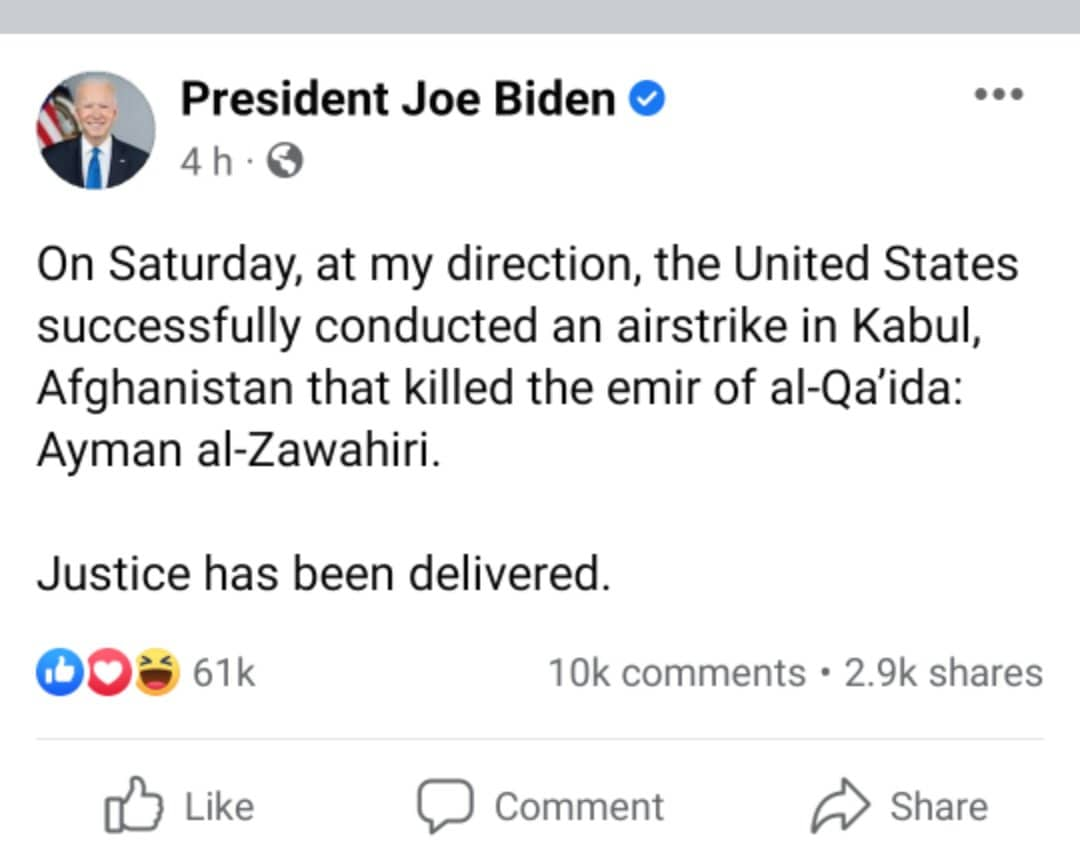 President Joe Biden
4 h ·
On Saturday, at my direction, the United States
successfully conducted an airstrike in Kabul,
Afghanistan that killed the emir of al-Qa’ida:
Ayman al-Zawahiri.
Justice has been delivered.
61k 10k comments • 2.9k shares
Like Comment Share